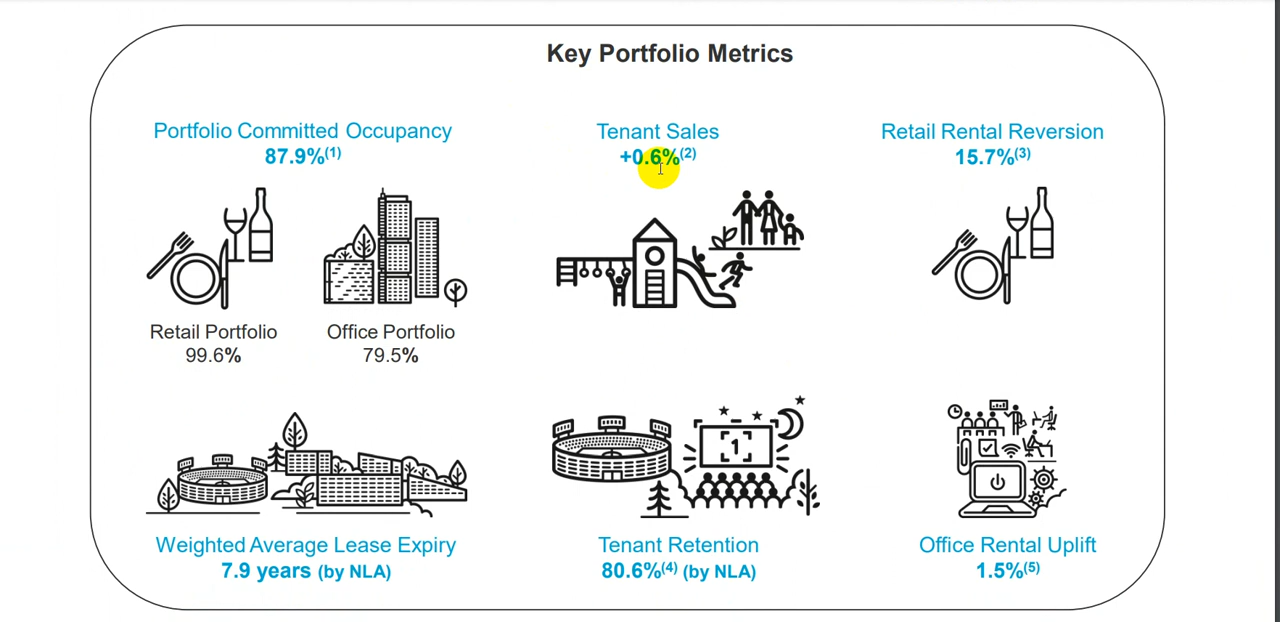 Key Portfolio Metrics
Portfolio Committed Occupancy
87.9%(1)
Tenant Sales
+0.6%(2)
Retail Rental Reversion
15.7%(3)
Retail Portfolio
99.6%
Office Portfolio
79.5%
1
Weighted Average Lease Expiry
7.9 years (by NLA)
Tenant Retention
80.6%(4) (by NLA)
Office Rental Uplift
1.5%(5)